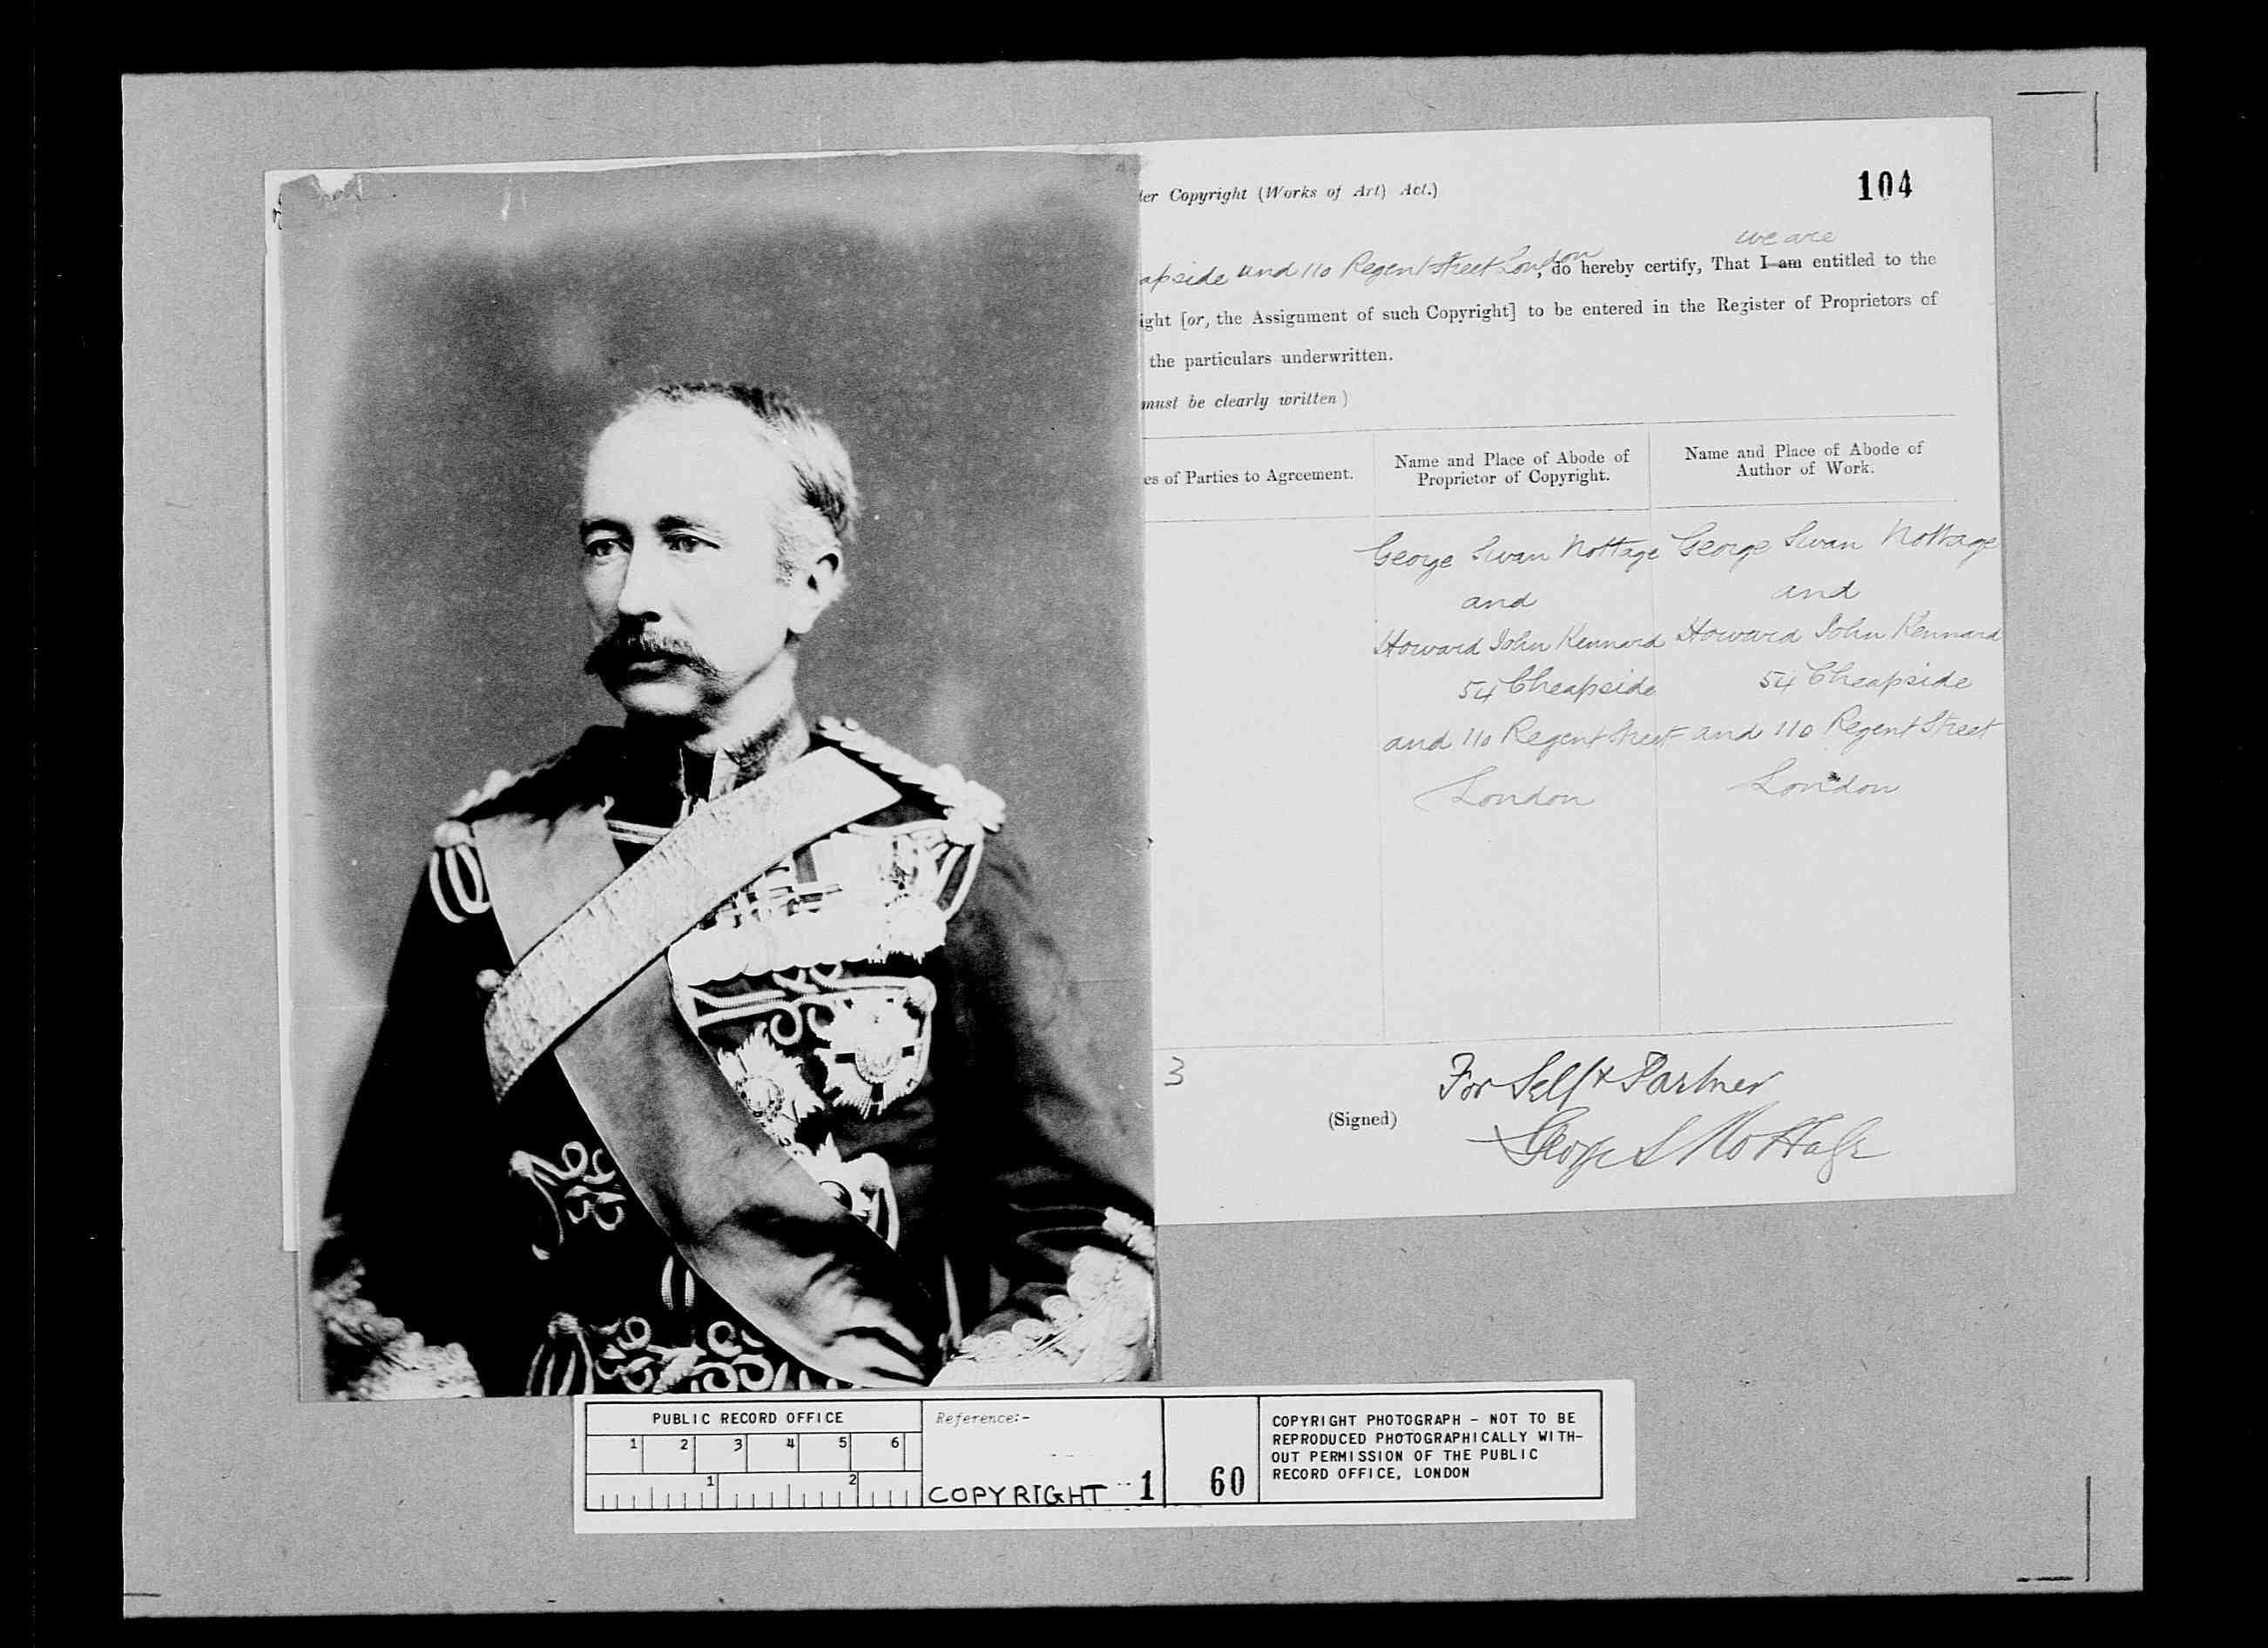 er Copyright (Works of Art) Act.)
104
we are
apside and 110 Regent Street London, do hereby certify, That I am entitled to the
ight [or, the Assignment of such Copyright] to be entered in the Register of Proprietors of
the particulars underwritten.
must be clearly written)
es of Parties to Agreement.
Name and Place of Abode of
Proprietor of Copyright.
Name and Place of Abode of
Author of Work.
George Swan Nottage
and
Howard John Kennard
54 Cheapside
and 110 Regent Street
London
George Swan Nottage
and
Howard John Kennard
54 Cheapside
and 110 Regent Street
London
3
For Self & Partner
(Signed)
George S Nottage
PUBLIC RECORD OFFICE
1 2 3 4 5 6
1 2
Reference:-
COPYRIGHT 1
60
COPYRIGHT PHOTOGRAPH - NOT TO BE
REPRODUCED PHOTOGRAPHICALLY WITH-
OUT PERMISSION OF THE PUBLIC
RECORD OFFICE, LONDON